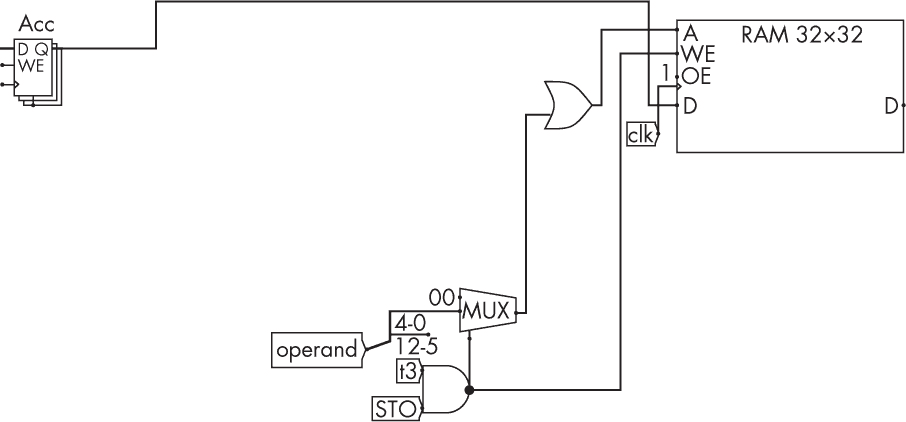 Acc
D Q
WE
RAM 32×32
A
WE
1 OE
D D
clk
00
MUX
4-0
operand
12-5
t3
STO